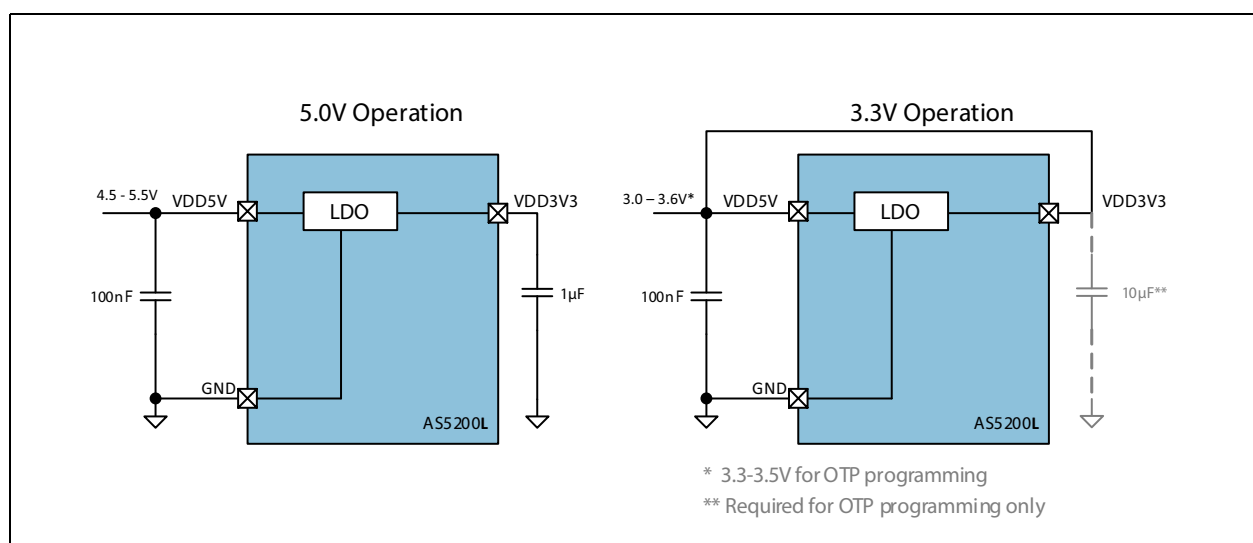 5.0V Operation
4.5 - 5.5V
VDD5V
LDO
VDD3V3
100nF
1µF
GND
AS5200L
3.3V Operation
3.0 – 3.6V*
VDD5V
LDO
VDD3V3
100nF
10µF**
GND
AS5200L
* 3.3-3.5V for OTP programming
** Required for OTP programming only